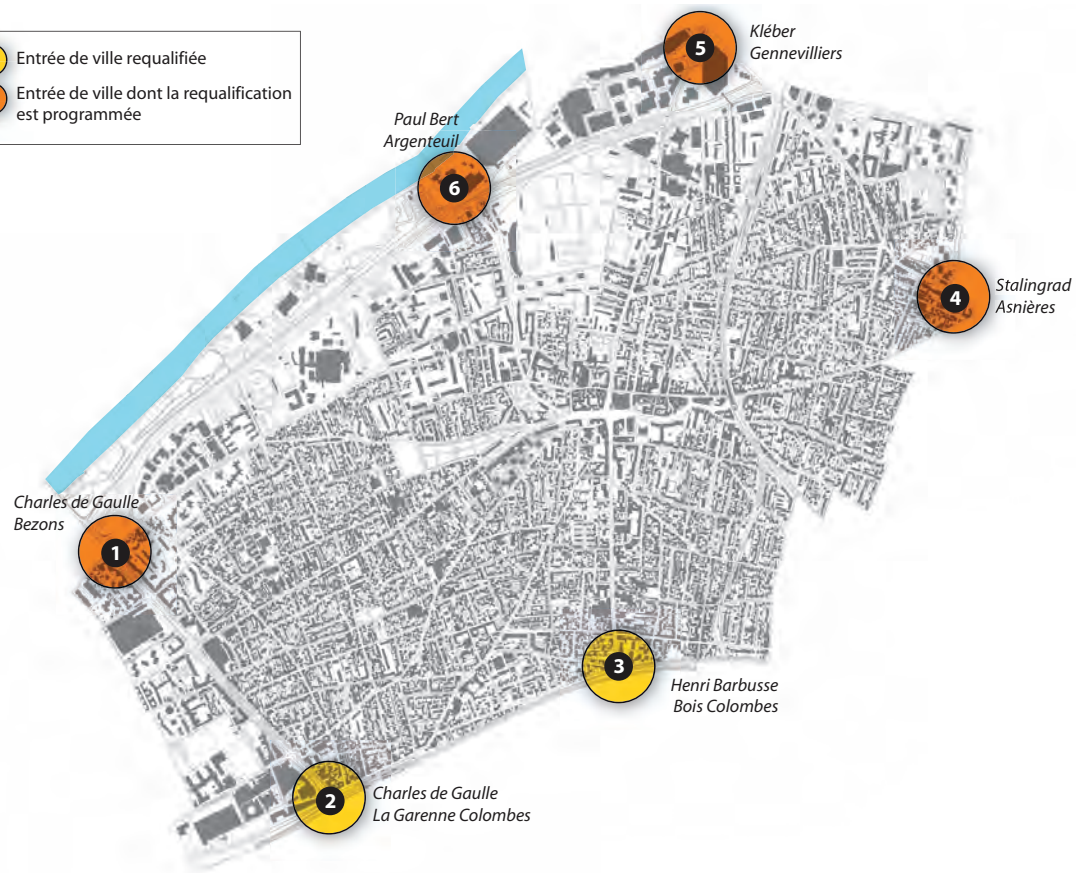 Entrée de ville requalifiée
Entrée de ville dont la requalification
est programmée
Kléber
Gennevilliers
5
Paul Bert
Argenteuil
6
Stalingrad
Asnières
4
Charles de Gaulle
Bezons
1
3
Henri Barbusse
Bois Colombes
2
Charles de Gaulle
La Garenne Colombes